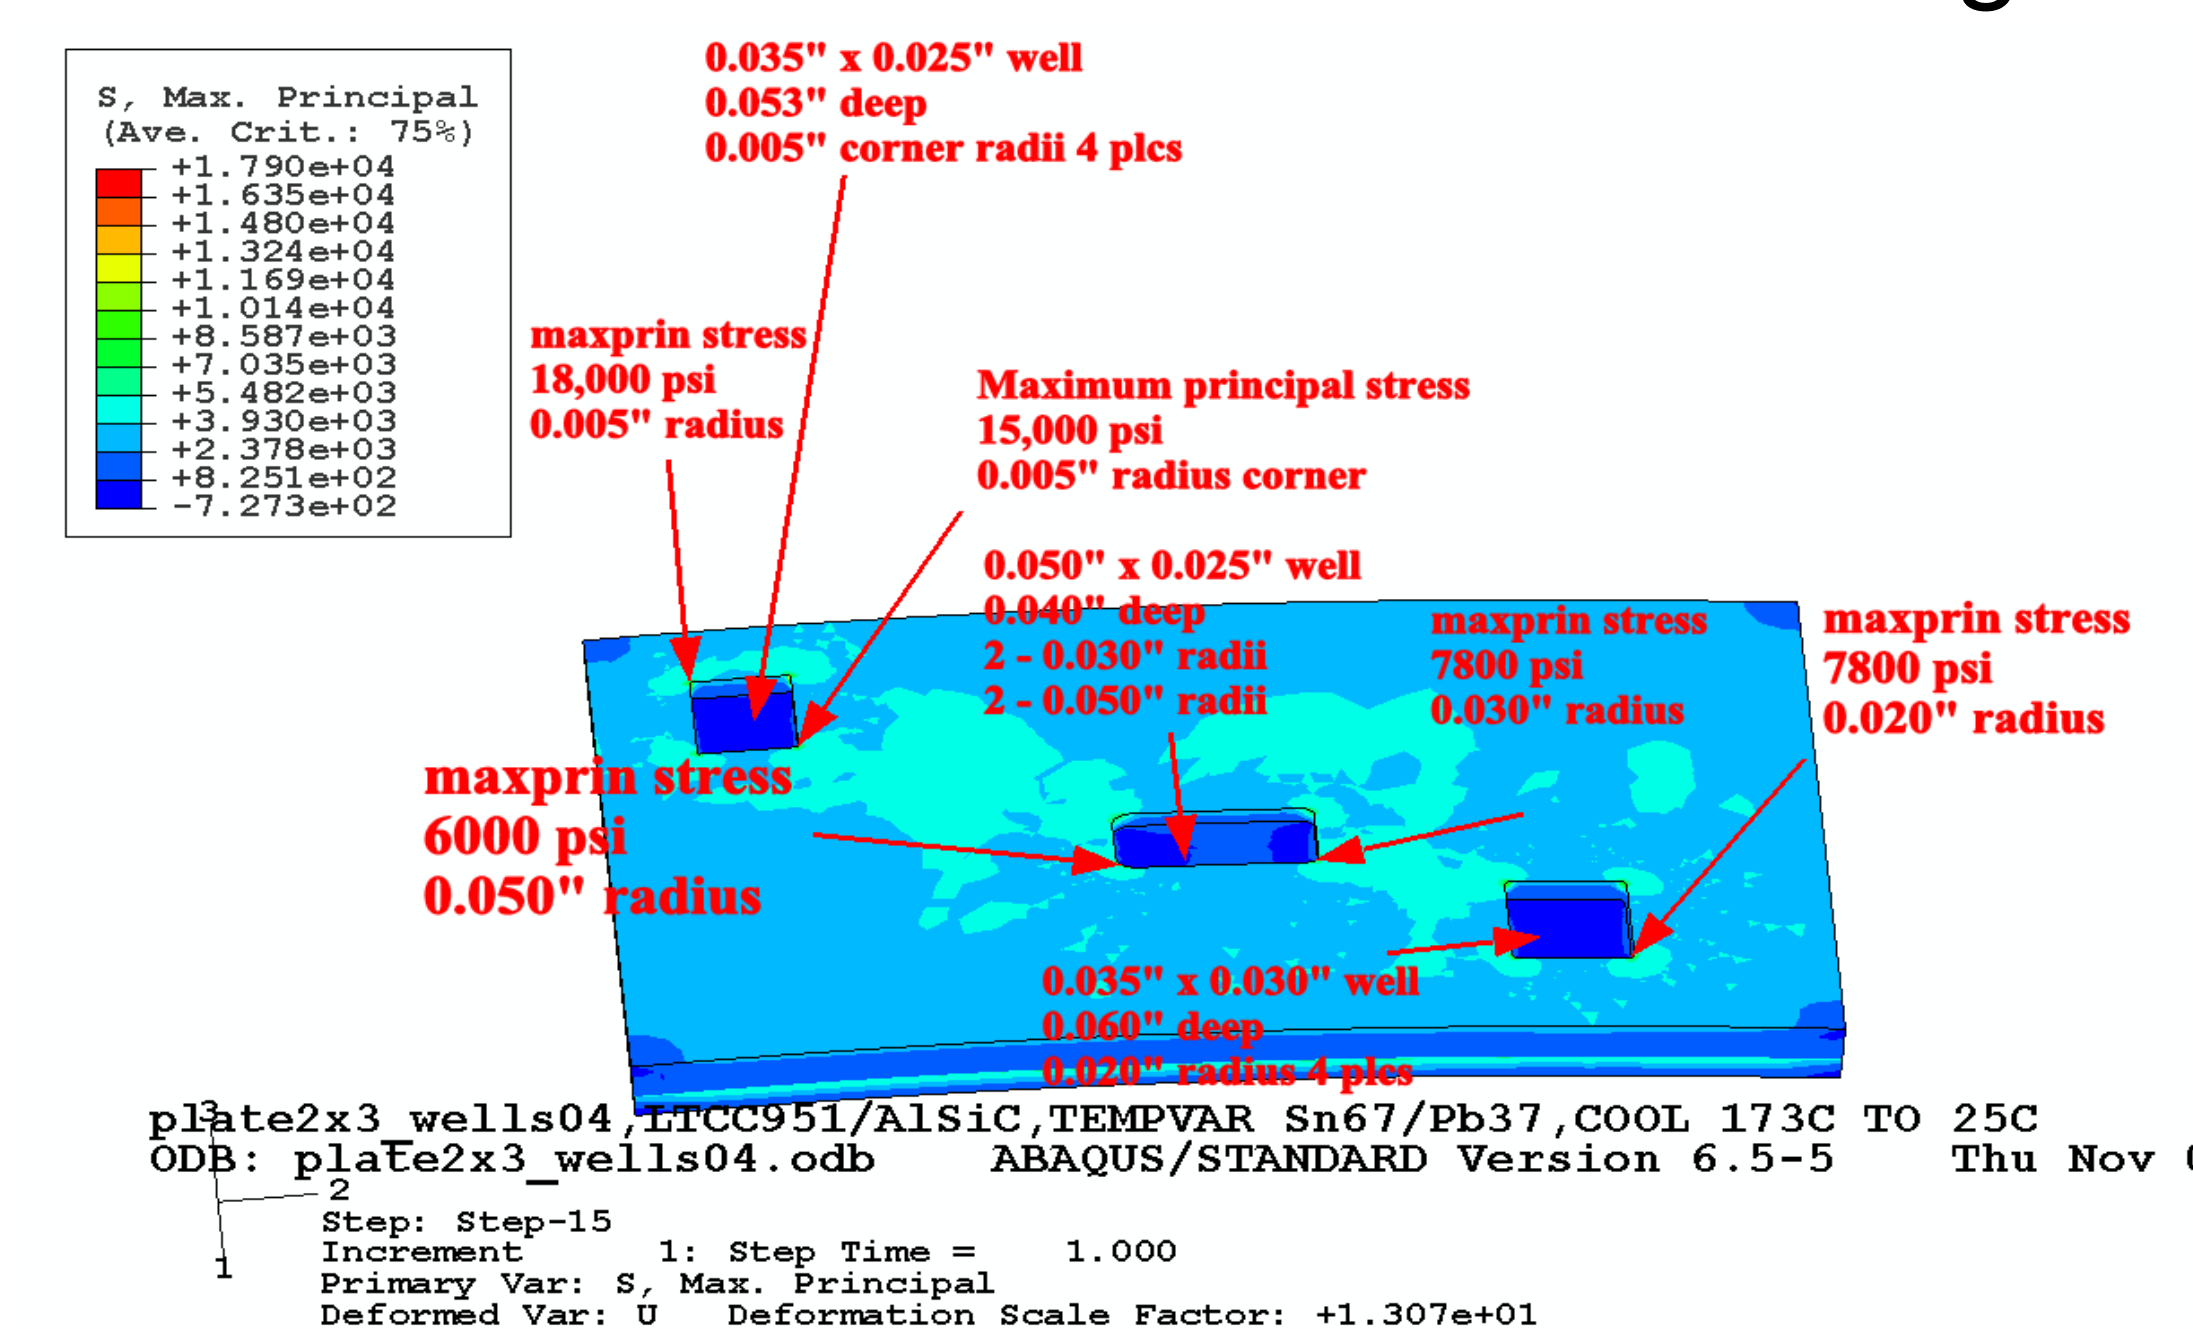 g
S, Max. Principal
(Ave. Crit.: 75%)
+1.790e+04
+1.635e+04
+1.480e+04
+1.324e+04
+1.169e+04
+1.014e+04
+8.587e+03
+7.035e+03
+5.482e+03
+3.930e+03
+2.378e+03
+8.251e+02
-7.273e+02
0.035" x 0.025" well
0.053" deep
0.005" corner radii 4 plcs
maxprin stress
18,000 psi
0.005" radius
Maximum principal stress
15,000 psi
0.005" radius corner
0.050" x 0.025" well
0.040" deep
2 - 0.030" radii
2 - 0.050" radii
maxprin stress
7800 psi
0.030" radius
maxprin stress
7800 psi
0.020" radius
maxprin stress
6000 psi
0.050" radius
0.035" x 0.030" well
0.060" deep
0.020" radius 4 plcs
3
plate2x3_wells04,LTCC951/AlSiC,TEMPVAR Sn67/Pb37,COOL 173C TO 25C
ODB: plate2x3_wells04.odb ABAQUS/STANDARD Version 6.5-5 Thu Nov
2
1
Step: Step-15
Increment 1: Step Time = 1.000
Primary Var: S, Max. Principal
Deformed Var: U Deformation Scale Factor: +1.307e+01